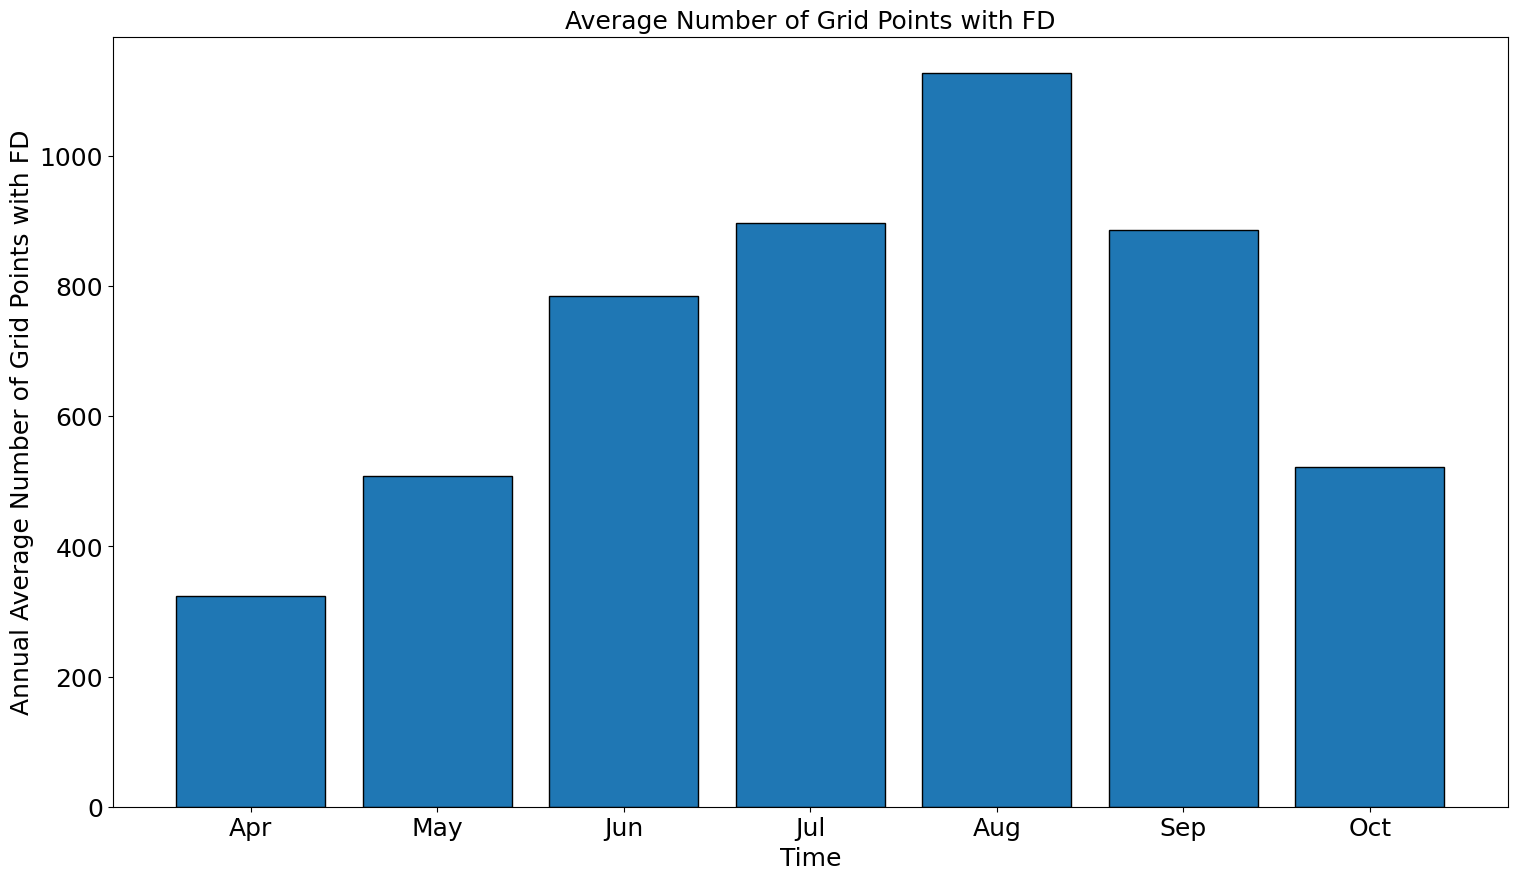 Average Number of Grid Points with FD
Annual Average Number of Grid Points with FD
1000
800
600
400
200
0
Apr May Jun Jul Aug Sep Oct
Time